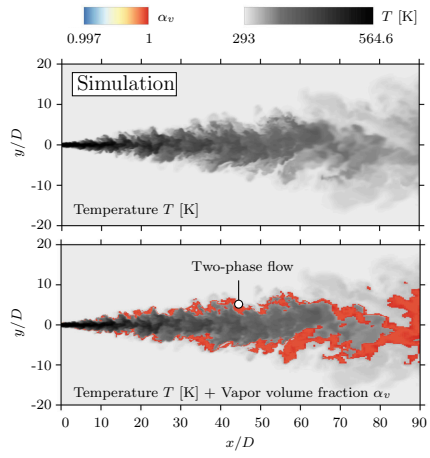 α_v
0.997 1
T [K]
293 564.6
20
10
0
-10
-20
y/D
Simulation
Temperature T [K]
20
10
0
-10
-20
y/D
Two-phase flow
Temperature T [K] + Vapor volume fraction α_v
0 10 20 30 40 50 60 70 80 90
x/D